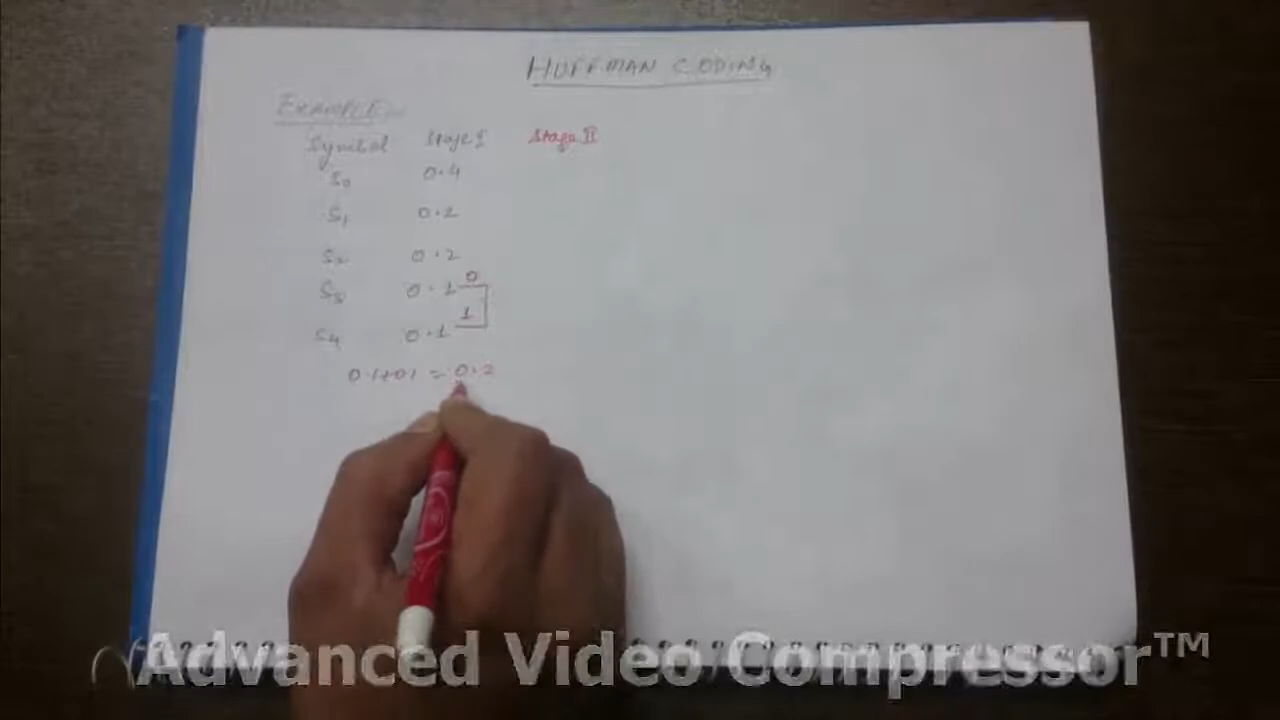 HUFFMAN CODING
EXAMPLE
Symbol Stage I Stage II
S0 0.4
S1 0.2
S2 0.2
S3 0.1 0
S4 0.1 1
0.1+0.1 = 0.2
Advanced Video Compressor™